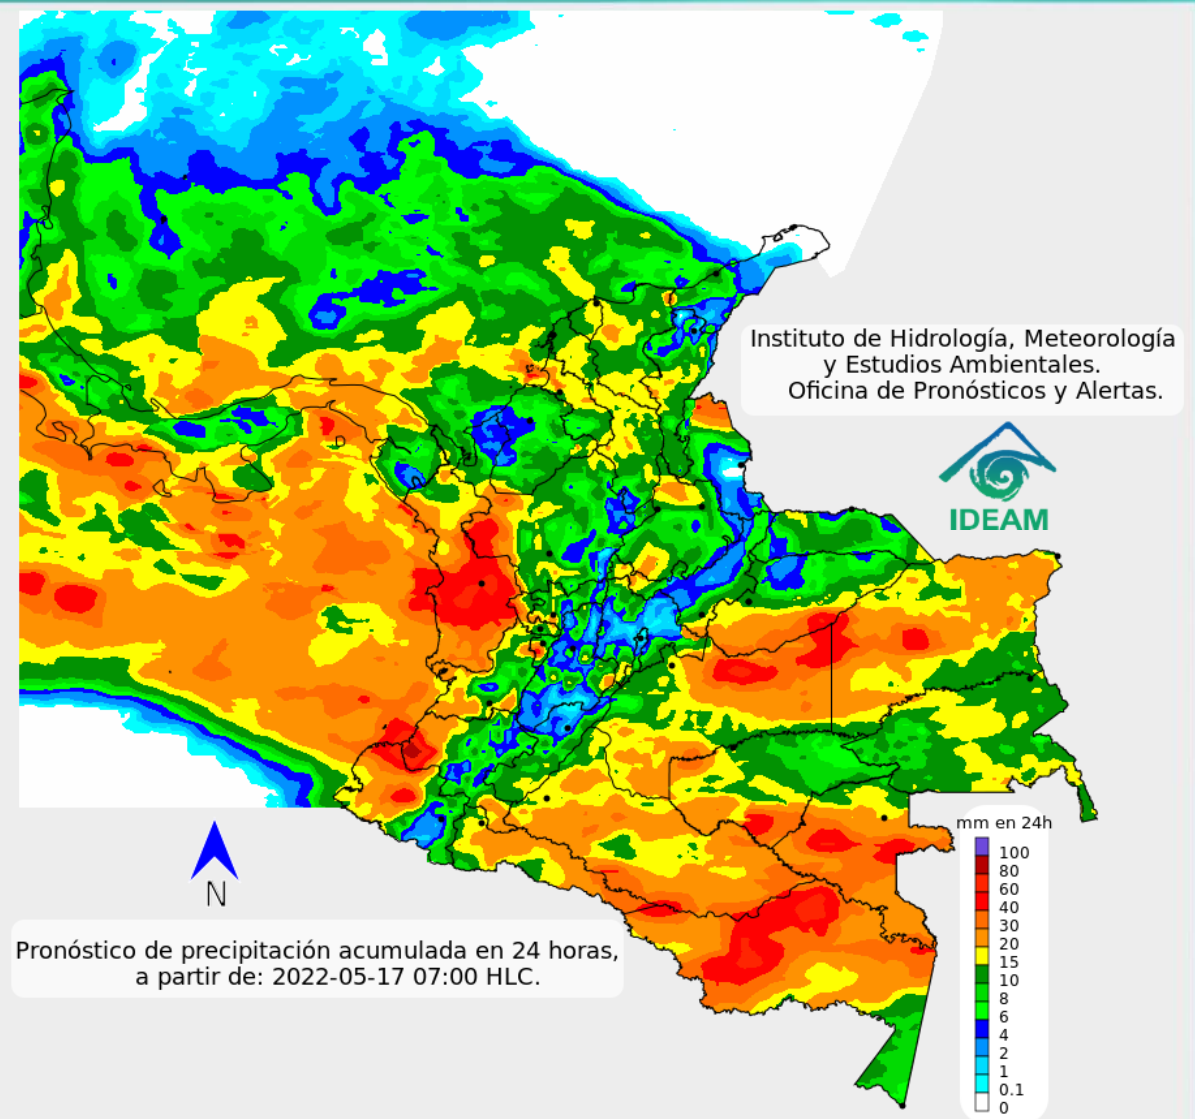 Instituto de Hidrología, Meteorología
y Estudios Ambientales.
Oficina de Pronósticos y Alertas.
IDEAM
mm en 24h
100
80
60
40
30
20
15
10
8
6
4
2
1
0.1
0
N
Pronóstico de precipitación acumulada en 24 horas,
a partir de: 2022-05-17 07:00 HLC.